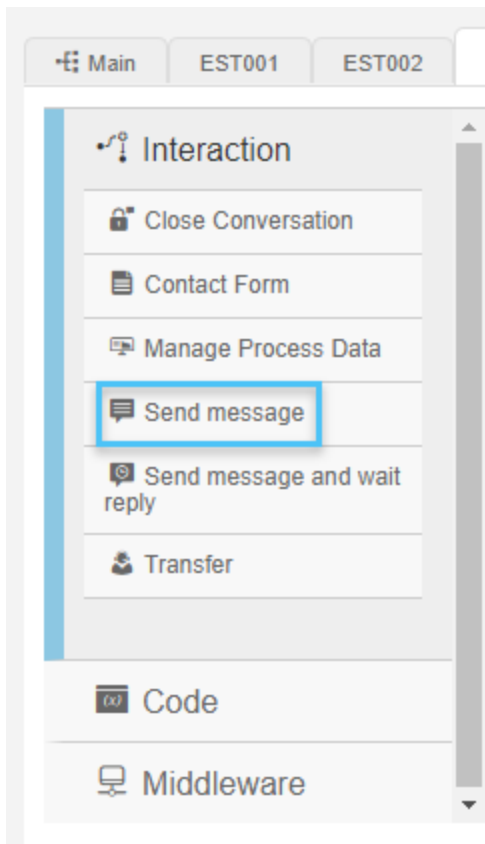 Main EST001 EST002
Interaction
Close Conversation
Contact Form
Manage Process Data
Send message
Send message and wait
reply
Transfer
(x) Code
Middleware